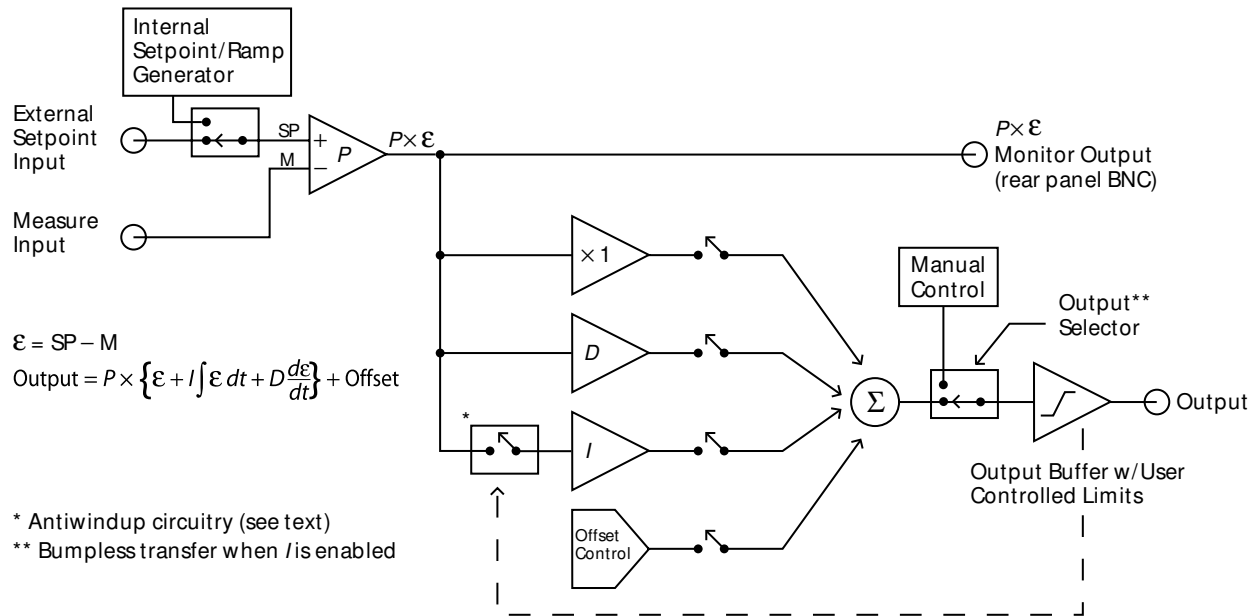 Internal
Setpoint/Ramp
Generator
External
Setpoint
Input
SP
+
M
−
P
P × ε
P × ε
Monitor Output
(rear panel BNC)
Measure
Input
× 1
Manual
Control
Output**
Selector
ε = SP − M
Output = P × {ε + I∫ε dt + D dε/dt} + Offset
D
Σ
Output
*
I
Output Buffer w/User
Controlled Limits
Offset
Control
* Antiwindup circuitry (see text)
** Bumpless transfer when I is enabled